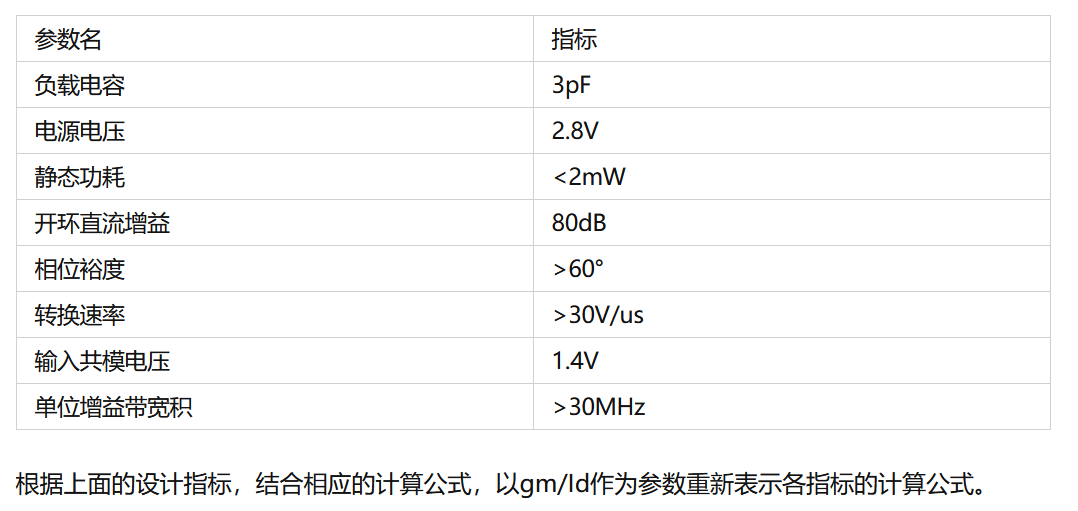 参数名 指标
负载电容 3pF
电源电压 2.8V
静态功耗 <2mW
开环直流增益 80dB
相位裕度 >60°
转换速率 >30V/us
输入共模电压 1.4V
单位增益带宽积 >30MHz
根据上面的设计指标，结合相应的计算公式，以gm/Id作为参数重新表示各指标的计算公式。